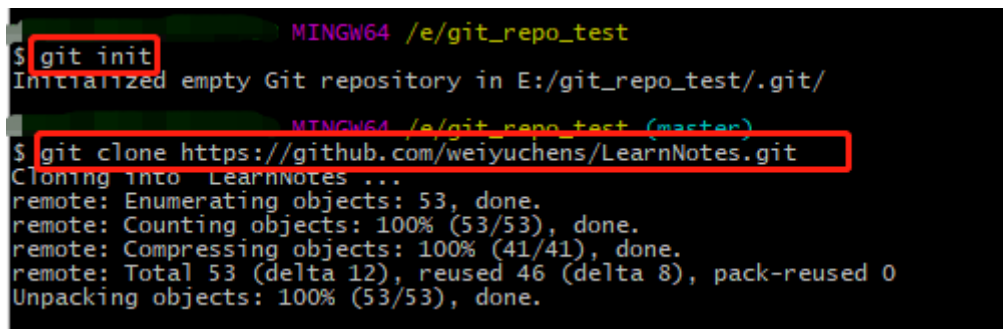 MINGW64 /e/git_repo_test
$ git init
Initialized empty Git repository in E:/git_repo_test/.git/
MINGW64 /e/git_repo_test (master)
$ git clone https://github.com/weiyuchens/LearnNotes.git
Cloning into 'LearnNotes'...
remote: Enumerating objects: 53, done.
remote: Counting objects: 100% (53/53), done.
remote: Compressing objects: 100% (41/41), done.
remote: Total 53 (delta 12), reused 46 (delta 8), pack-reused 0
Unpacking objects: 100% (53/53), done.